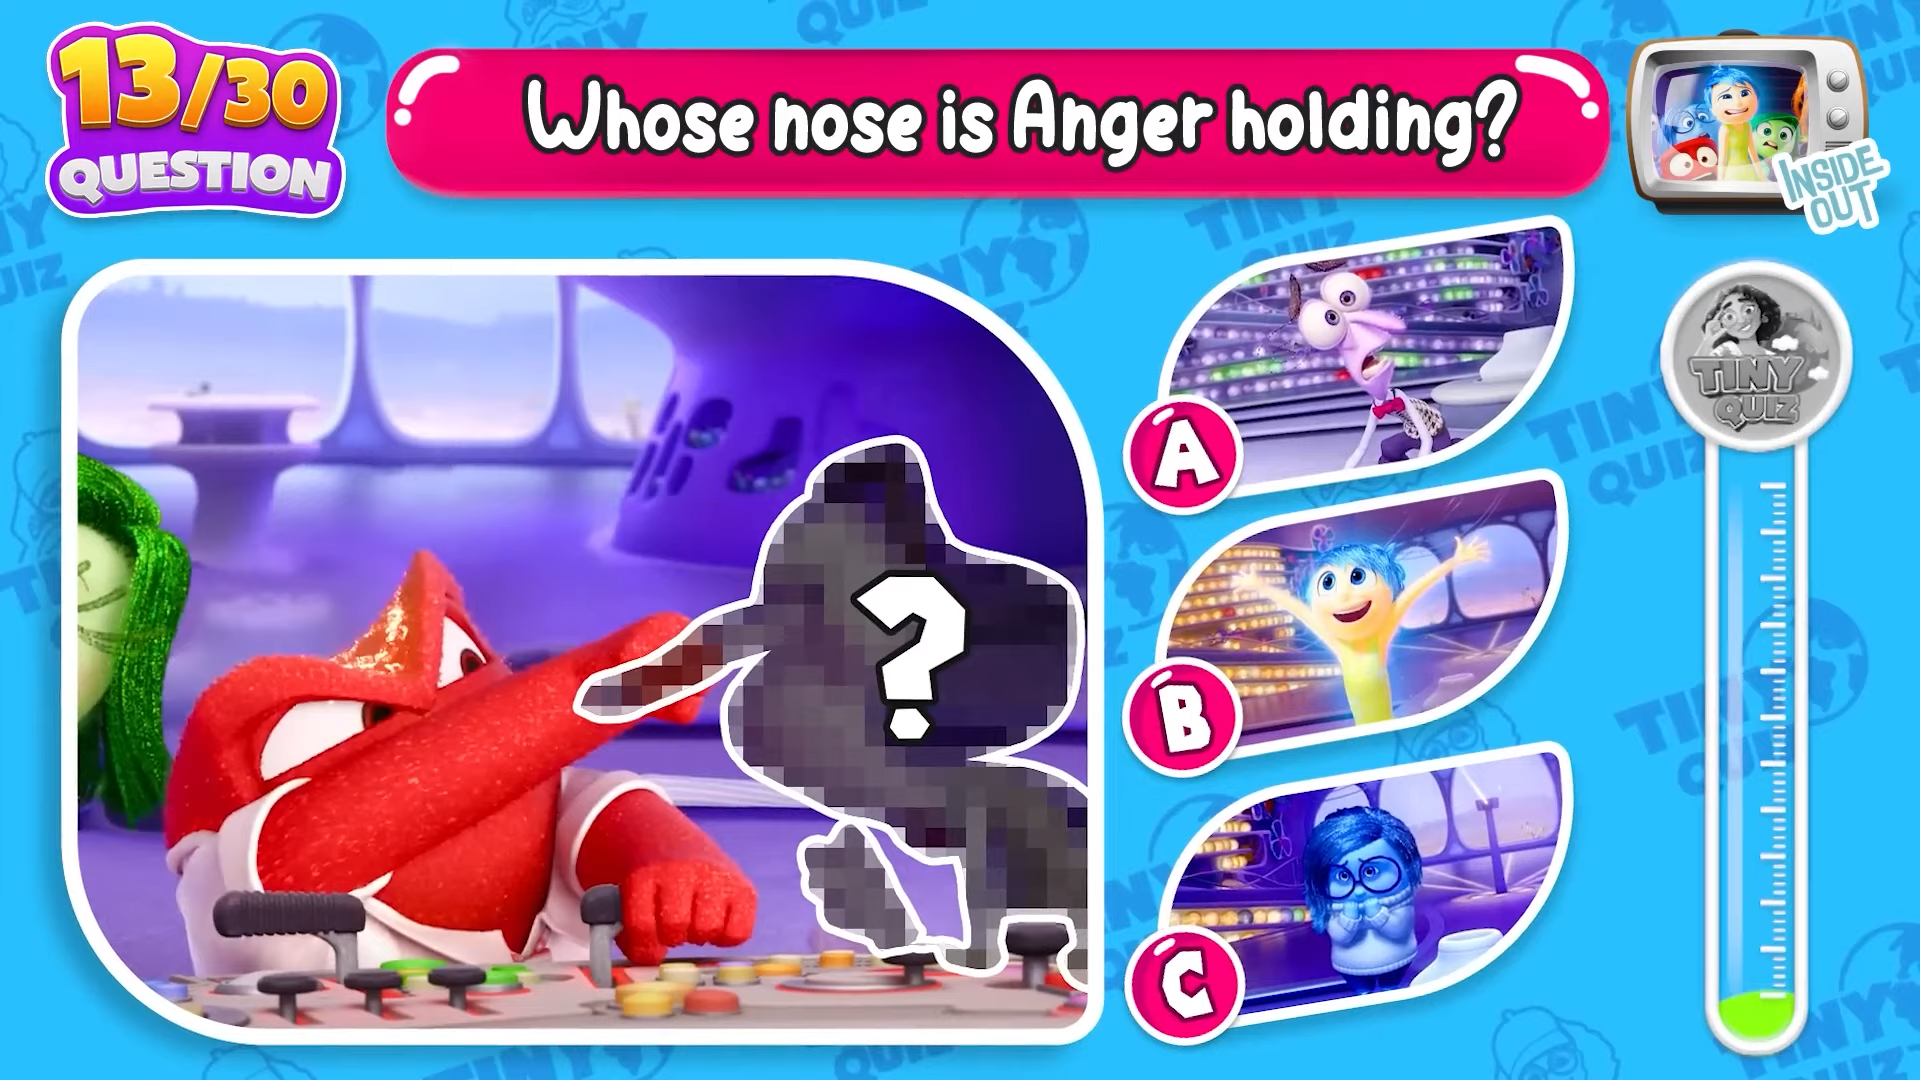 13/30
QUESTION
Whose nose is Anger holding?
INSIDE
OUT
A
?
TINY
QUIZ
B
C